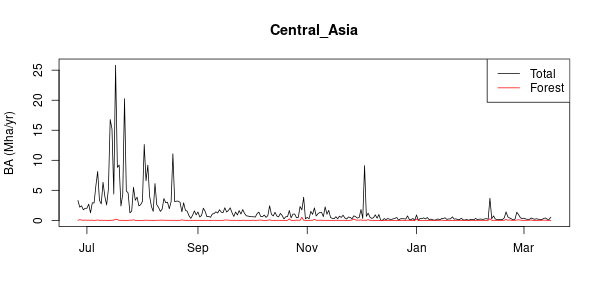 Central_Asia
BA (Mha/yr)
25
20
15
10
5
0
Total
Forest
Jul Sep Nov Jan Mar